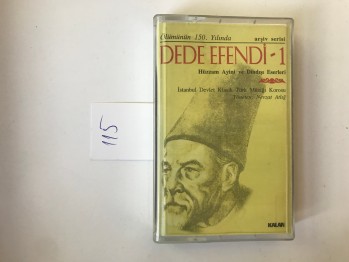 Ölümünün 150. Yılında
arşiv serisi
DEDE EFENDİ - 1
Hüzzam Ayini ve Dindışı Eserleri
İstanbul Devlet Klasik Türk Müziği Korosu
Yöneten : Nevzat Atlığ
115
KALAN